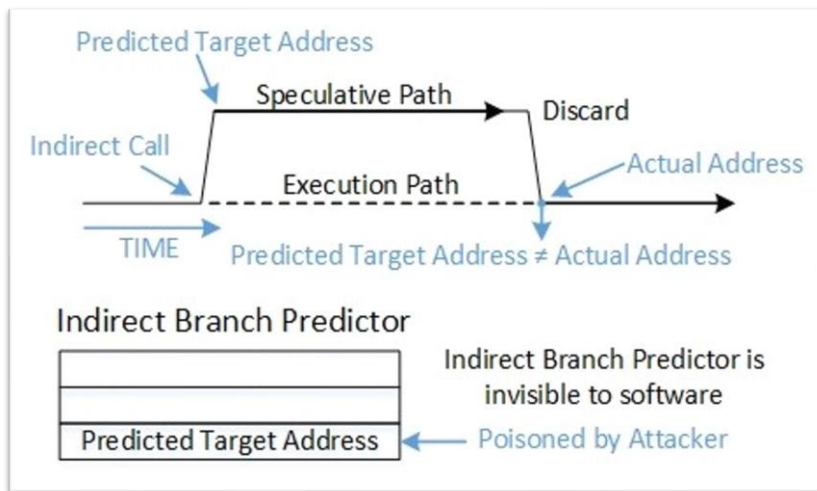 Predicted Target Address
Speculative Path
Discard
Indirect Call
Actual Address
Execution Path
TIME
Predicted Target Address ≠ Actual Address
Indirect Branch Predictor
Indirect Branch Predictor is
invisible to software
Predicted Target Address
Poisoned by Attacker